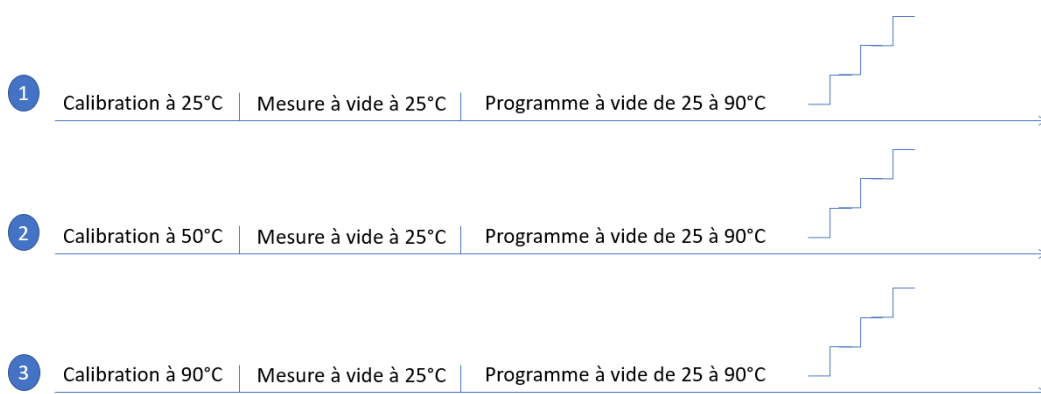 1 Calibration à 25°C Mesure à vide à 25°C Programme à vide de 25 à 90°C
2 Calibration à 50°C Mesure à vide à 25°C Programme à vide de 25 à 90°C
3 Calibration à 90°C Mesure à vide à 25°C Programme à vide de 25 à 90°C